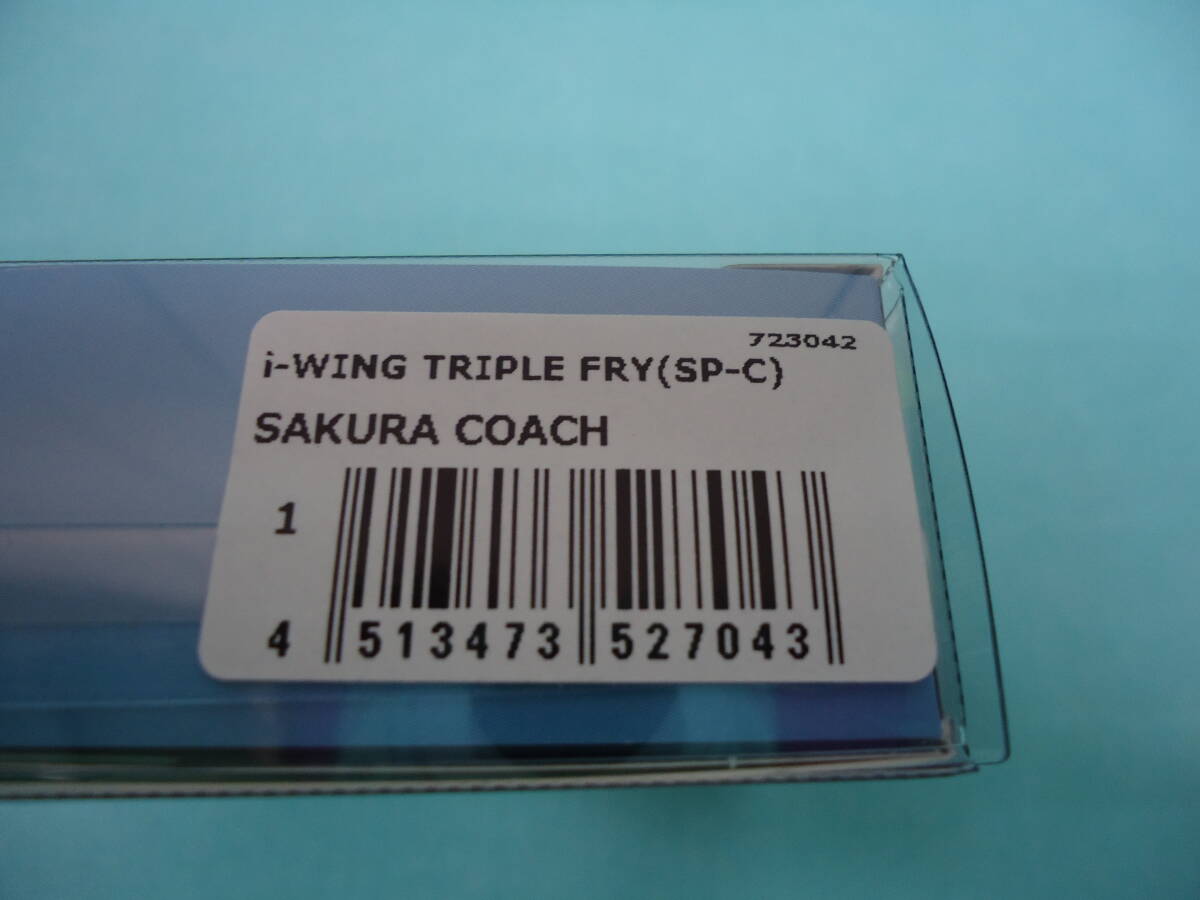 723042
i-WING TRIPLE FRY(SP-C)
SAKURA COACH
1
4 513473 527043